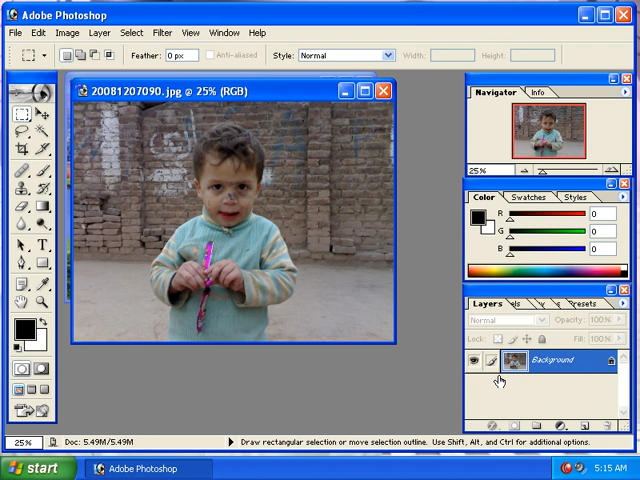 Adobe Photoshop
File Edit Image Layer Select Filter View Window Help
Feather: 0 px Anti-aliased Style: Normal Width: Height:
20081207090.jpg @ 25% (RGB)
Navigator Info
25%
Color Swatches Styles
R 0
G 0
B 0
Layers els resets
Normal Opacity: 100%
Lock: Fill: 100%
Background
25% Doc: 5.49M/5.49M Draw rectangular selection or move selection outline. Use Shift, Alt, and Ctrl for additional options.
start Adobe Photoshop 5:15 AM